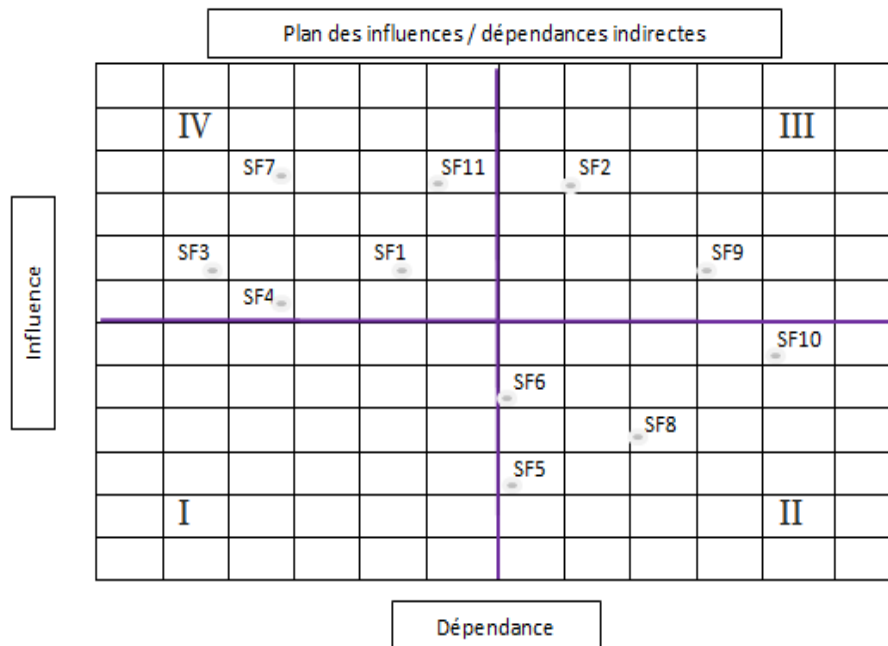 Plan des influences / dépendances indirectes
IV
III
SF7
SF11
SF2
SF3
SF1
SF9
SF4
Influence
SF10
SF6
SF8
SF5
I
II
Dépendance